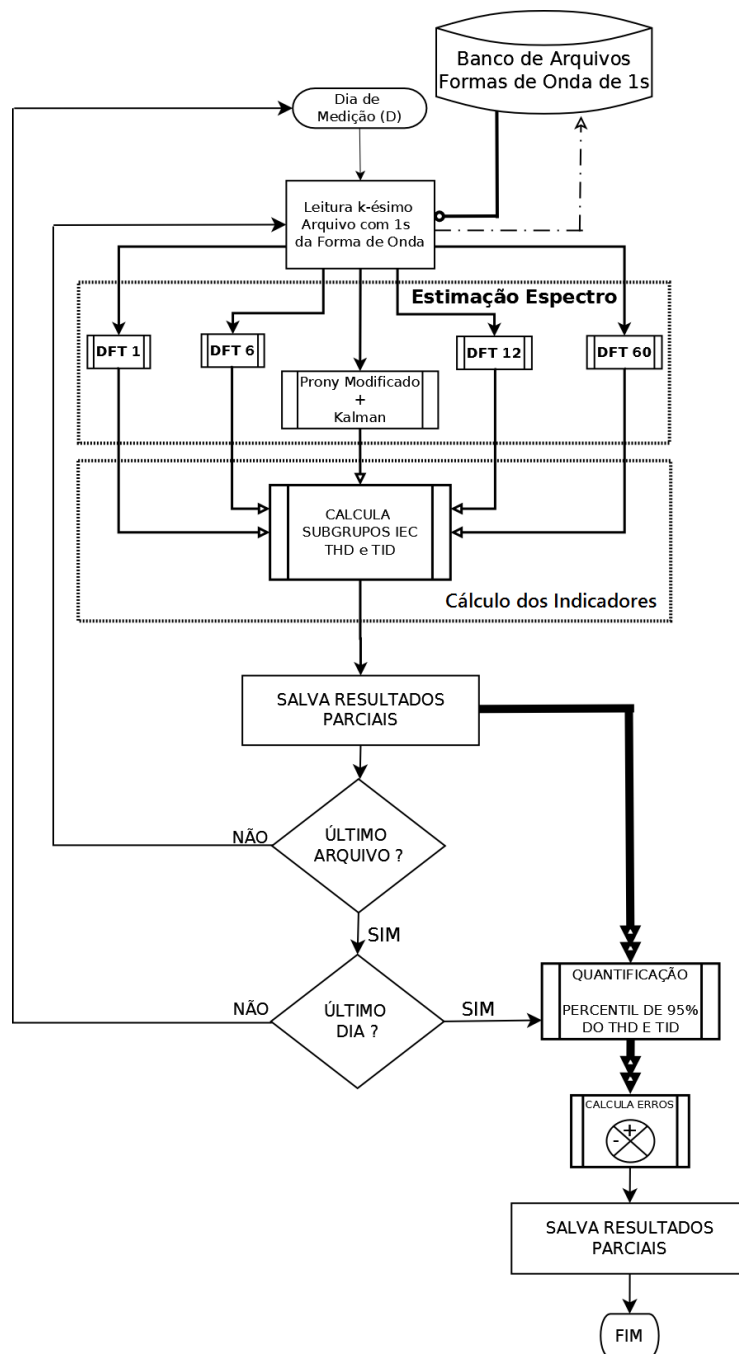 Banco de Arquivos
Formas de Onda de 1s
Dia de
Medição (D)
Leitura k-ésimo
Arquivo com 1s
da Forma de Onda
Estimação Espectro
DFT 1
DFT 6
DFT 12
DFT 60
Prony Modificado
+
Kalman
CALCULA
SUBGRUPOS IEC
THD e TID
Cálculo dos Indicadores
SALVA RESULTADOS
PARCIAIS
NÃO
ÚLTIMO
ARQUIVO ?
SIM
NÃO
ÚLTIMO
DIA ?
SIM
QUANTIFICAÇÃO
PERCENTIL DE 95%
DO THD E TID
CALCULA ERROS
+
-
SALVA RESULTADOS
PARCIAIS
FIM